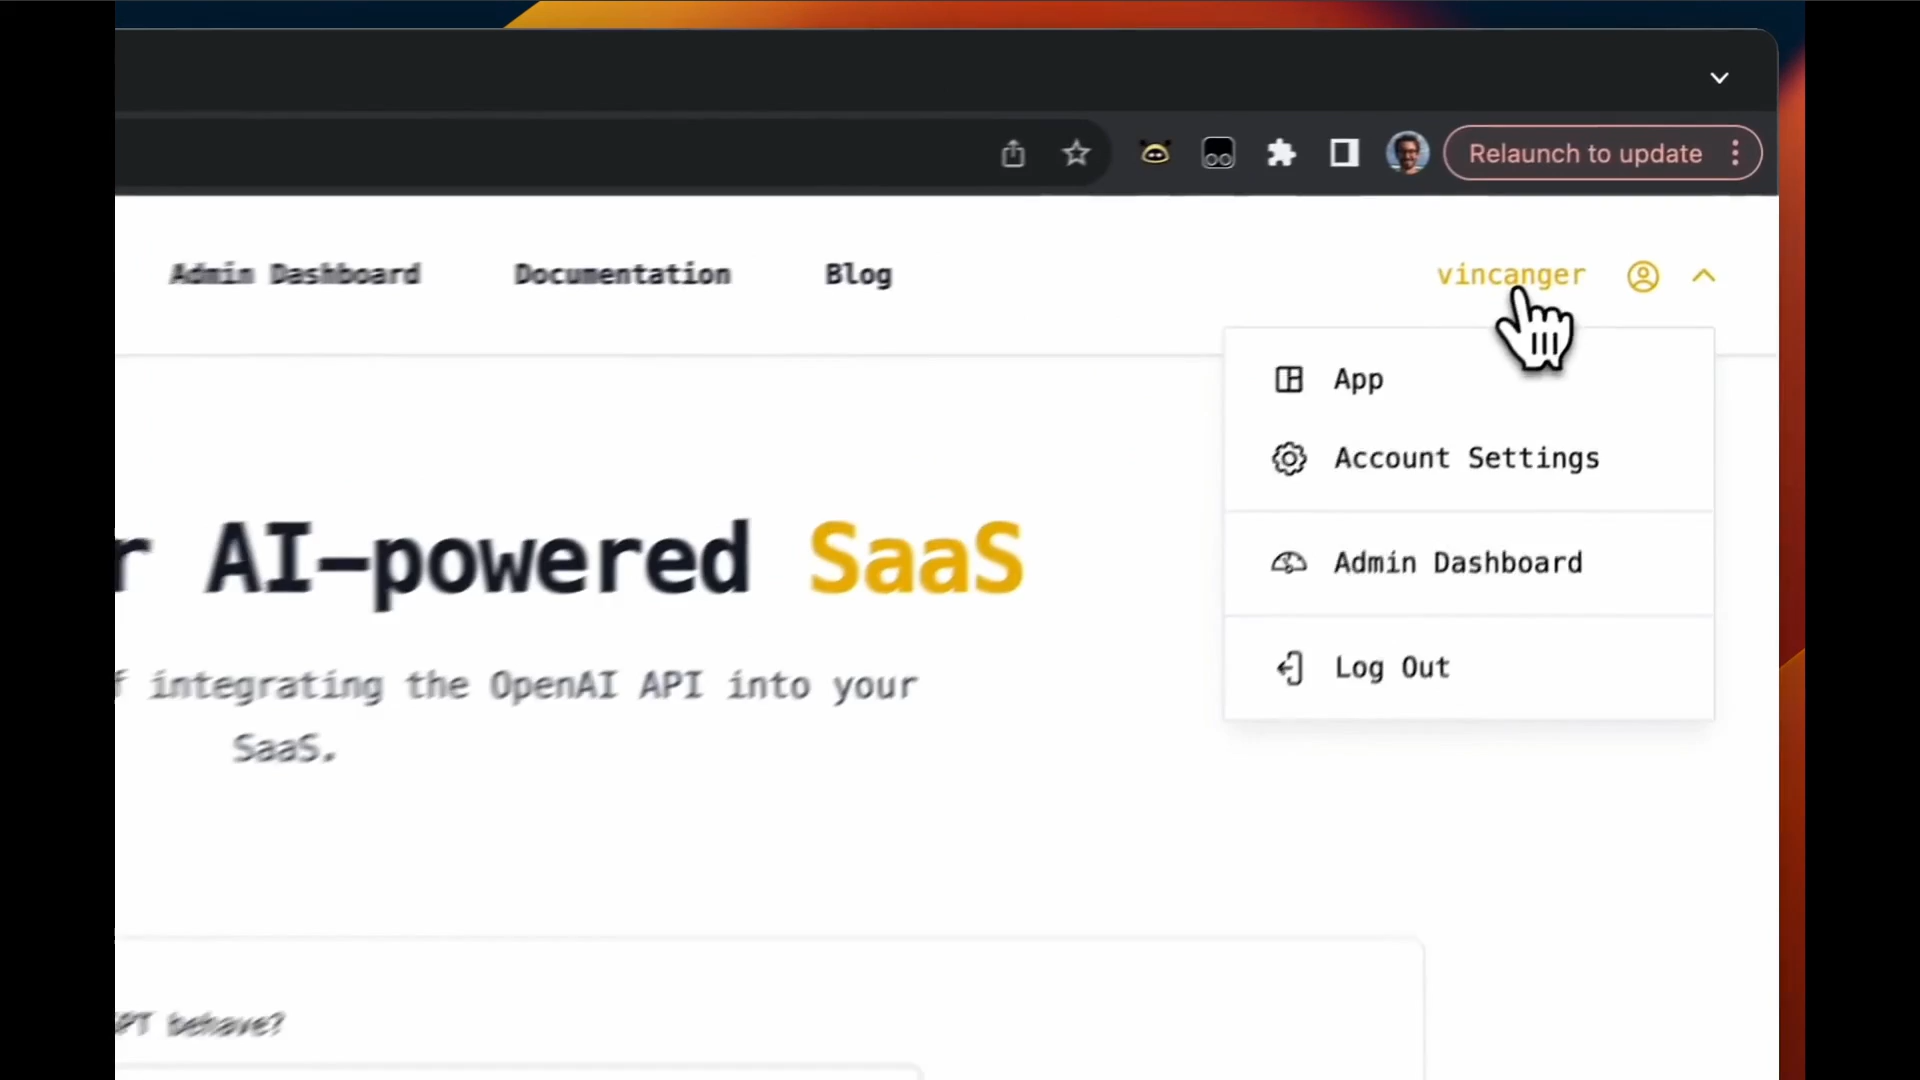 Relaunch to update
Admin Dashboard Documentation Blog vincanger
App
Account Settings
AI-powered SaaS
Admin Dashboard
integrating the OpenAI API into your
SaaS.
Log Out
behave?